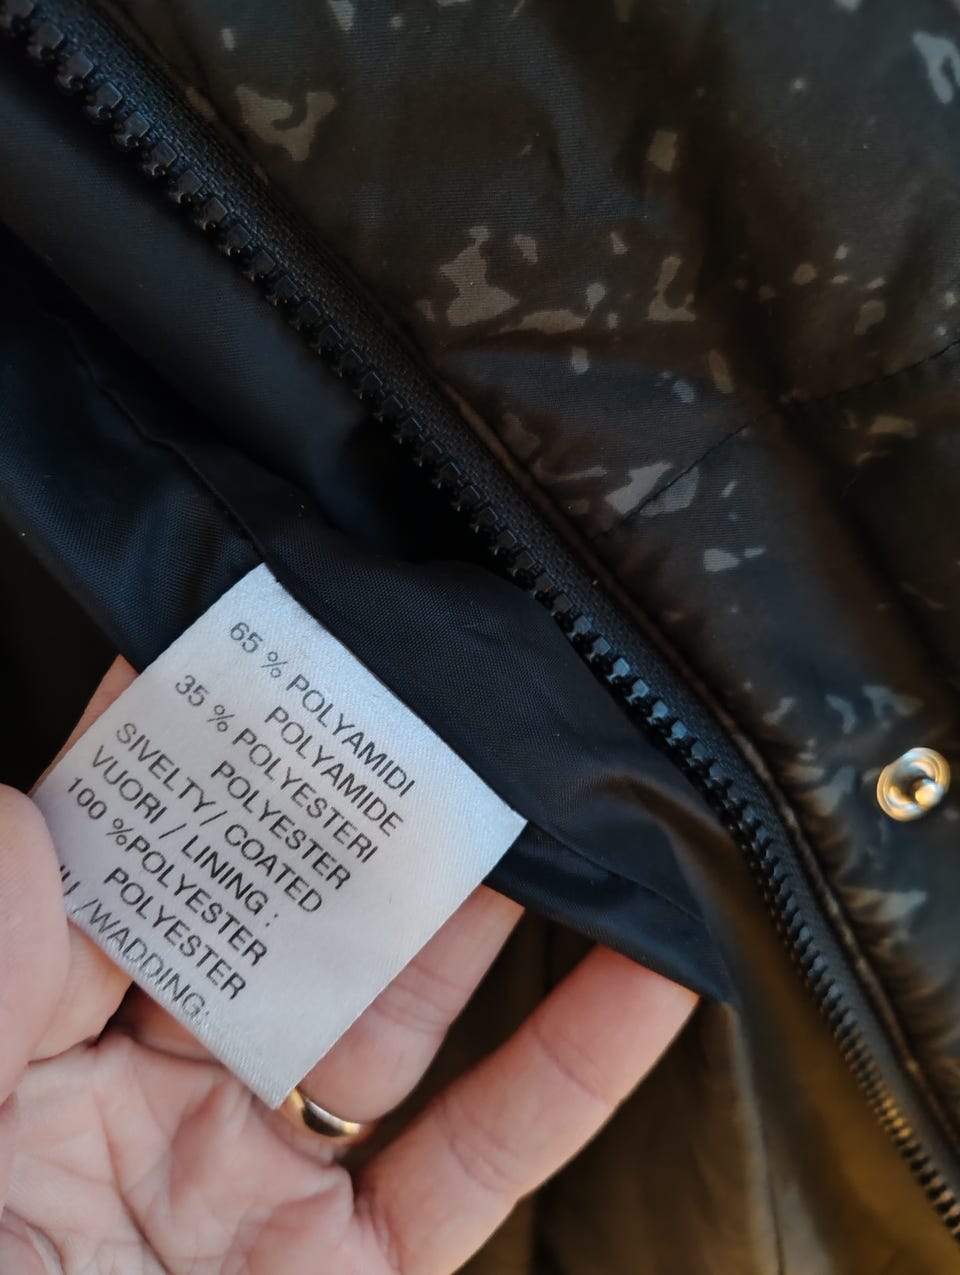 65 % POLYAMIDI
POLYAMIDE
35 % POLYESTERI
POLYESTER
SIVELTY / COATED
VUORI / LINING :
100 %POLYESTER
POLYESTER
/WADDING: